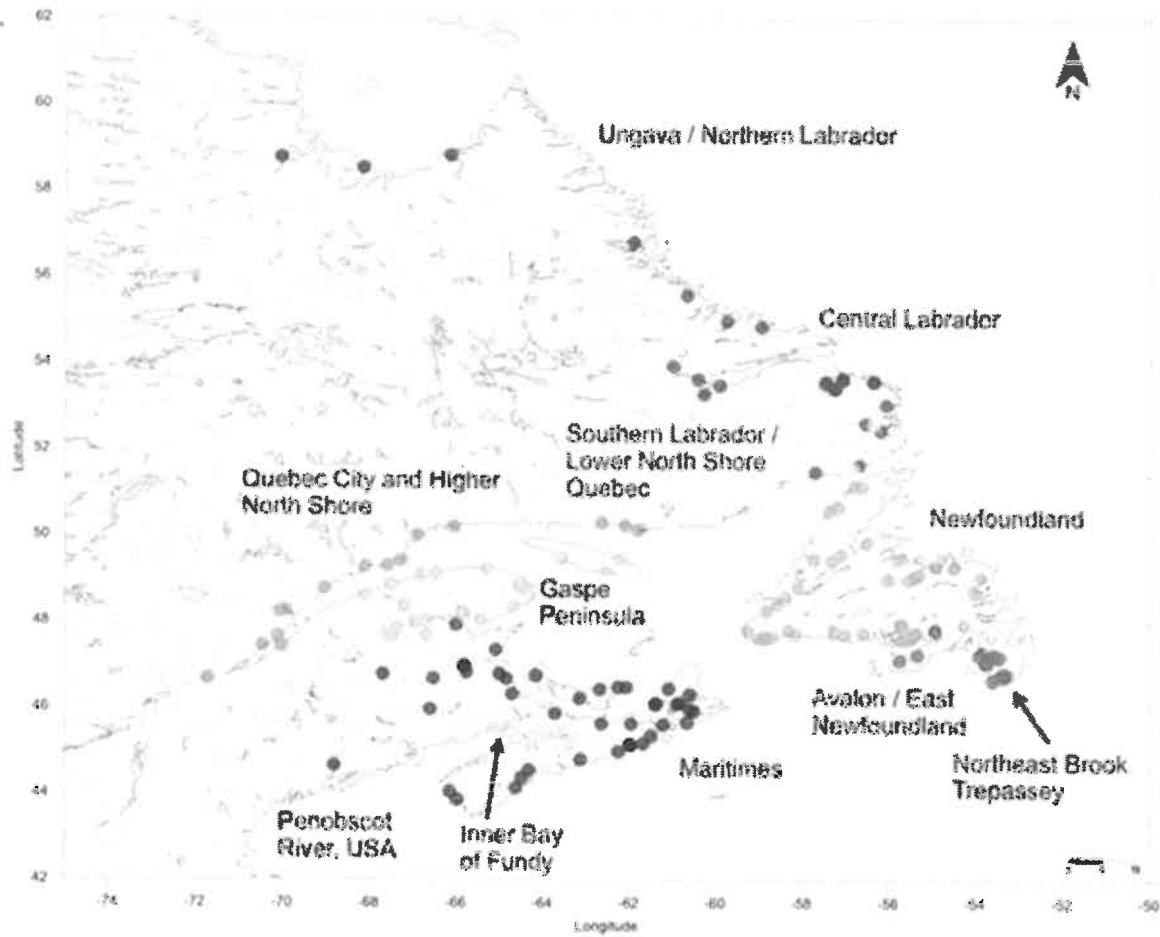 62
60
58
56
54
52
50
48
46
44
42
Latitude
N
Ungava / Northern Labrador
Central Labrador
Southern Labrador /
Lower North Shore
Quebec
Quebec City and Higher
North Shore
Newfoundland
Gaspe
Peninsula
Avalon / East
Newfoundland
Northeast Brook
Trepassey
Maritimes
Penobscot
River, USA
Inner Bay
of Fundy
-74
-72
-70
-68
-66
-64
-62
-60
-58
-56
-54
-52
-50
Longitude